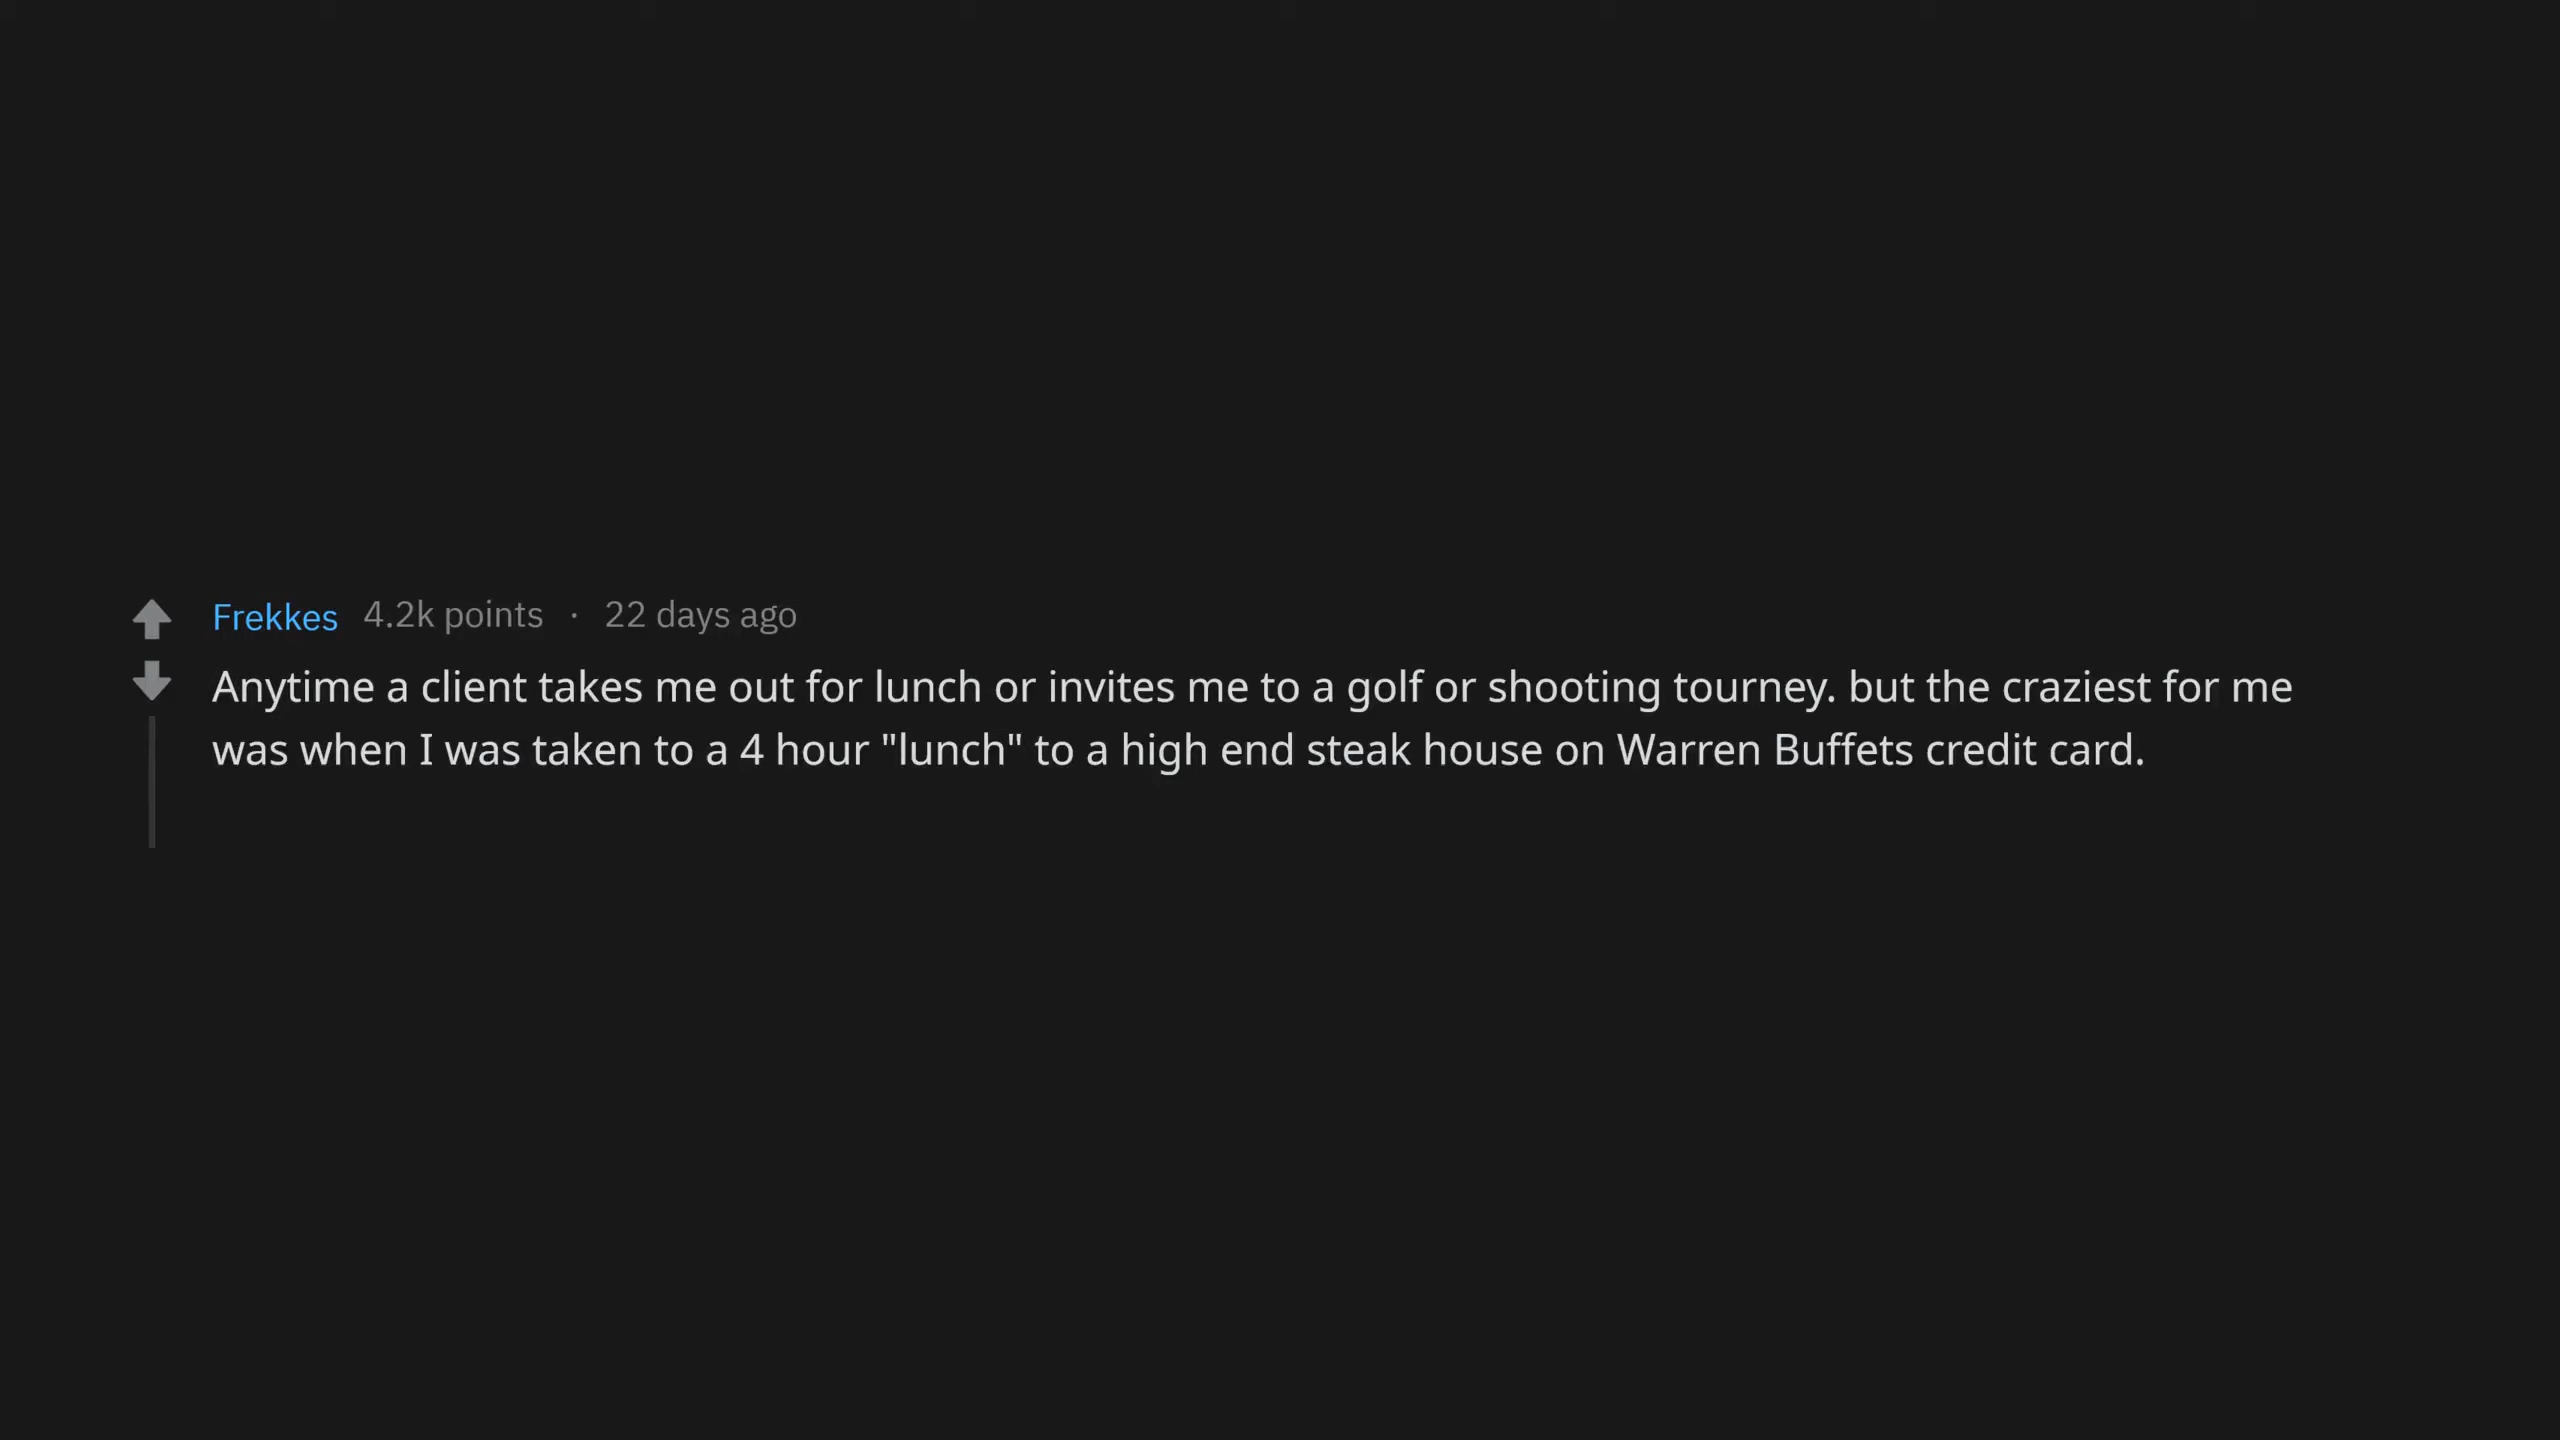 Frekkes 4.2k points · 22 days ago
Anytime a client takes me out for lunch or invites me to a golf or shooting tourney. but the craziest for me
was when I was taken to a 4 hour "lunch" to a high end steak house on Warren Buffets credit card.